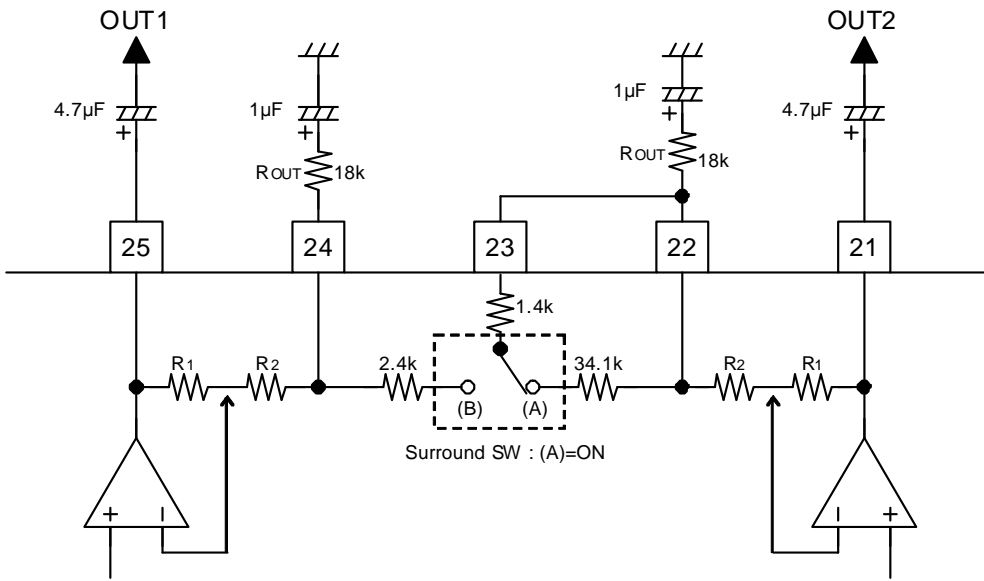 OUT1
OUT2
4.7µF
+
1µF
+
1µF
+
4.7µF
+
ROUT
18k
ROUT
18k
25
24
23
22
21
1.4k
R1
R2
2.4k
34.1k
R2
R1
(B)
(A)
Surround SW : (A)=ON
+
−
−
+